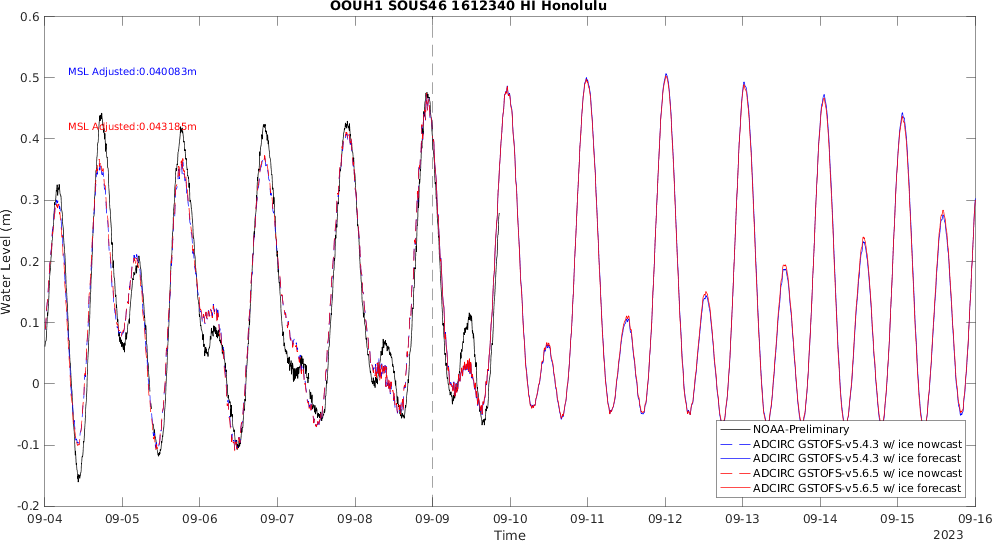 OOUH1 SOUS46 1612340 HI Honolulu
0.6
0.5
0.4
0.3
0.2
0.1
0
-0.1
-0.2
Water Level (m)
MSL Adjusted:0.040083m
MSL Adjusted:0.043185m
NOAA-Preliminary
ADCIRC GSTOFS-v5.4.3 w/ ice nowcast
ADCIRC GSTOFS-v5.4.3 w/ ice forecast
ADCIRC GSTOFS-v5.6.5 w/ ice nowcast
ADCIRC GSTOFS-v5.6.5 w/ ice forecast
09-04 09-05 09-06 09-07 09-08 09-09 09-10 09-11 09-12 09-13 09-14 09-15 09-16
Time
2023